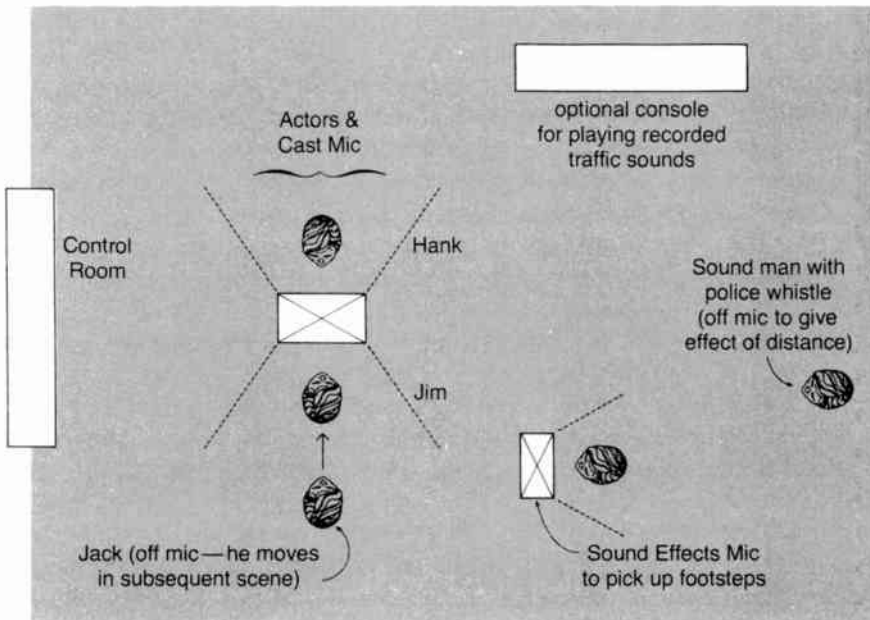 optional console
for playing recorded
traffic sounds
Actors &
Cast Mic
Control
Room
Hank
Sound man with
police whistle
(off mic to give
effect of distance)
Jim
Jack (off mic—he moves
in subsequent scene)
Sound Effects Mic
to pick up footsteps